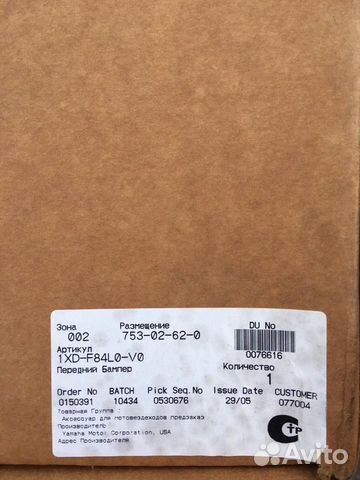 Зона Размещение DU No
002 753-02-62-0
Артикул
1XD-F84L0-V0 0076616
Передний Бампер Количество
1
Order No BATCH Pick Seq.No Issue Date CUSTOMER
0150391 10434 0530676 29/05 077004
Товарная Группа
Аксессуар для мотовездеходов предзаказ
Производитель
Yamaha Motor Corporation, USA
Адрес Производителя
СТР
Avito